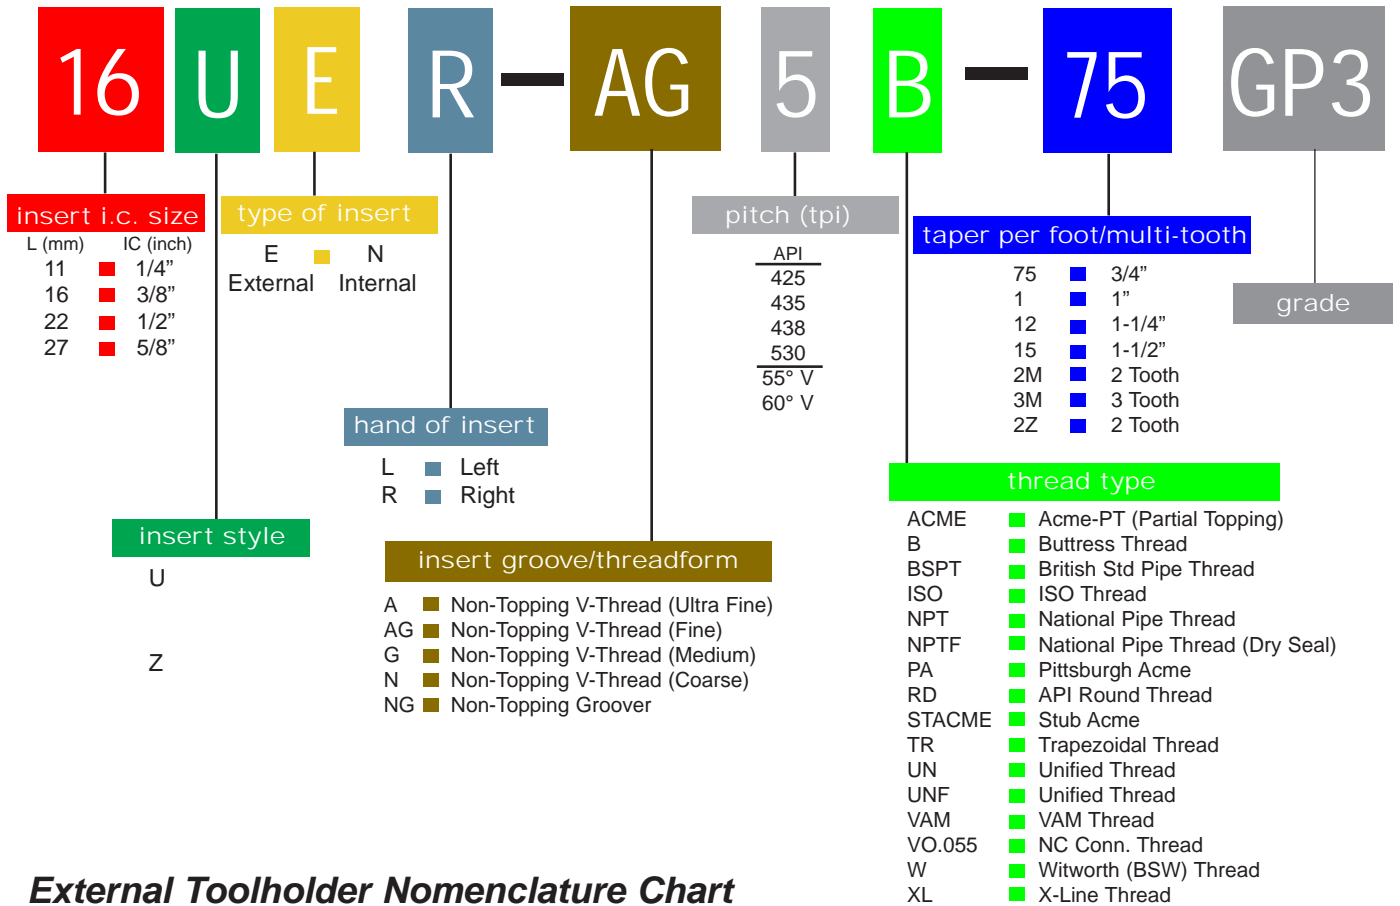 16 U E R – AG 5 B – 75 GP3
insert i.c. size
L (mm) IC (inch)
11 1/4”
16 3/8”
22 1/2”
27 5/8”
type of insert
E N
External Internal
pitch (tpi)
API
425
435
438
530
55° V
60° V
taper per foot/multi-tooth
75 3/4”
1 1”
12 1-1/4”
15 1-1/2”
2M 2 Tooth
3M 3 Tooth
2Z 2 Tooth
grade
hand of insert
L Left
R Right
insert style
U
Z
insert groove/threadform
A Non-Topping V-Thread (Ultra Fine)
AG Non-Topping V-Thread (Fine)
G Non-Topping V-Thread (Medium)
N Non-Topping V-Thread (Coarse)
NG Non-Topping Groover
thread type
ACME Acme-PT (Partial Topping)
B Buttress Thread
BSPT British Std Pipe Thread
ISO ISO Thread
NPT National Pipe Thread
NPTF National Pipe Thread (Dry Seal)
PA Pittsburgh Acme
RD API Round Thread
STACME Stub Acme
TR Trapezoidal Thread
UN Unified Thread
UNF Unified Thread
VAM VAM Thread
VO.055 NC Conn. Thread
W Witworth (BSW) Thread
XL X-Line Thread
External Toolholder Nomenclature Chart